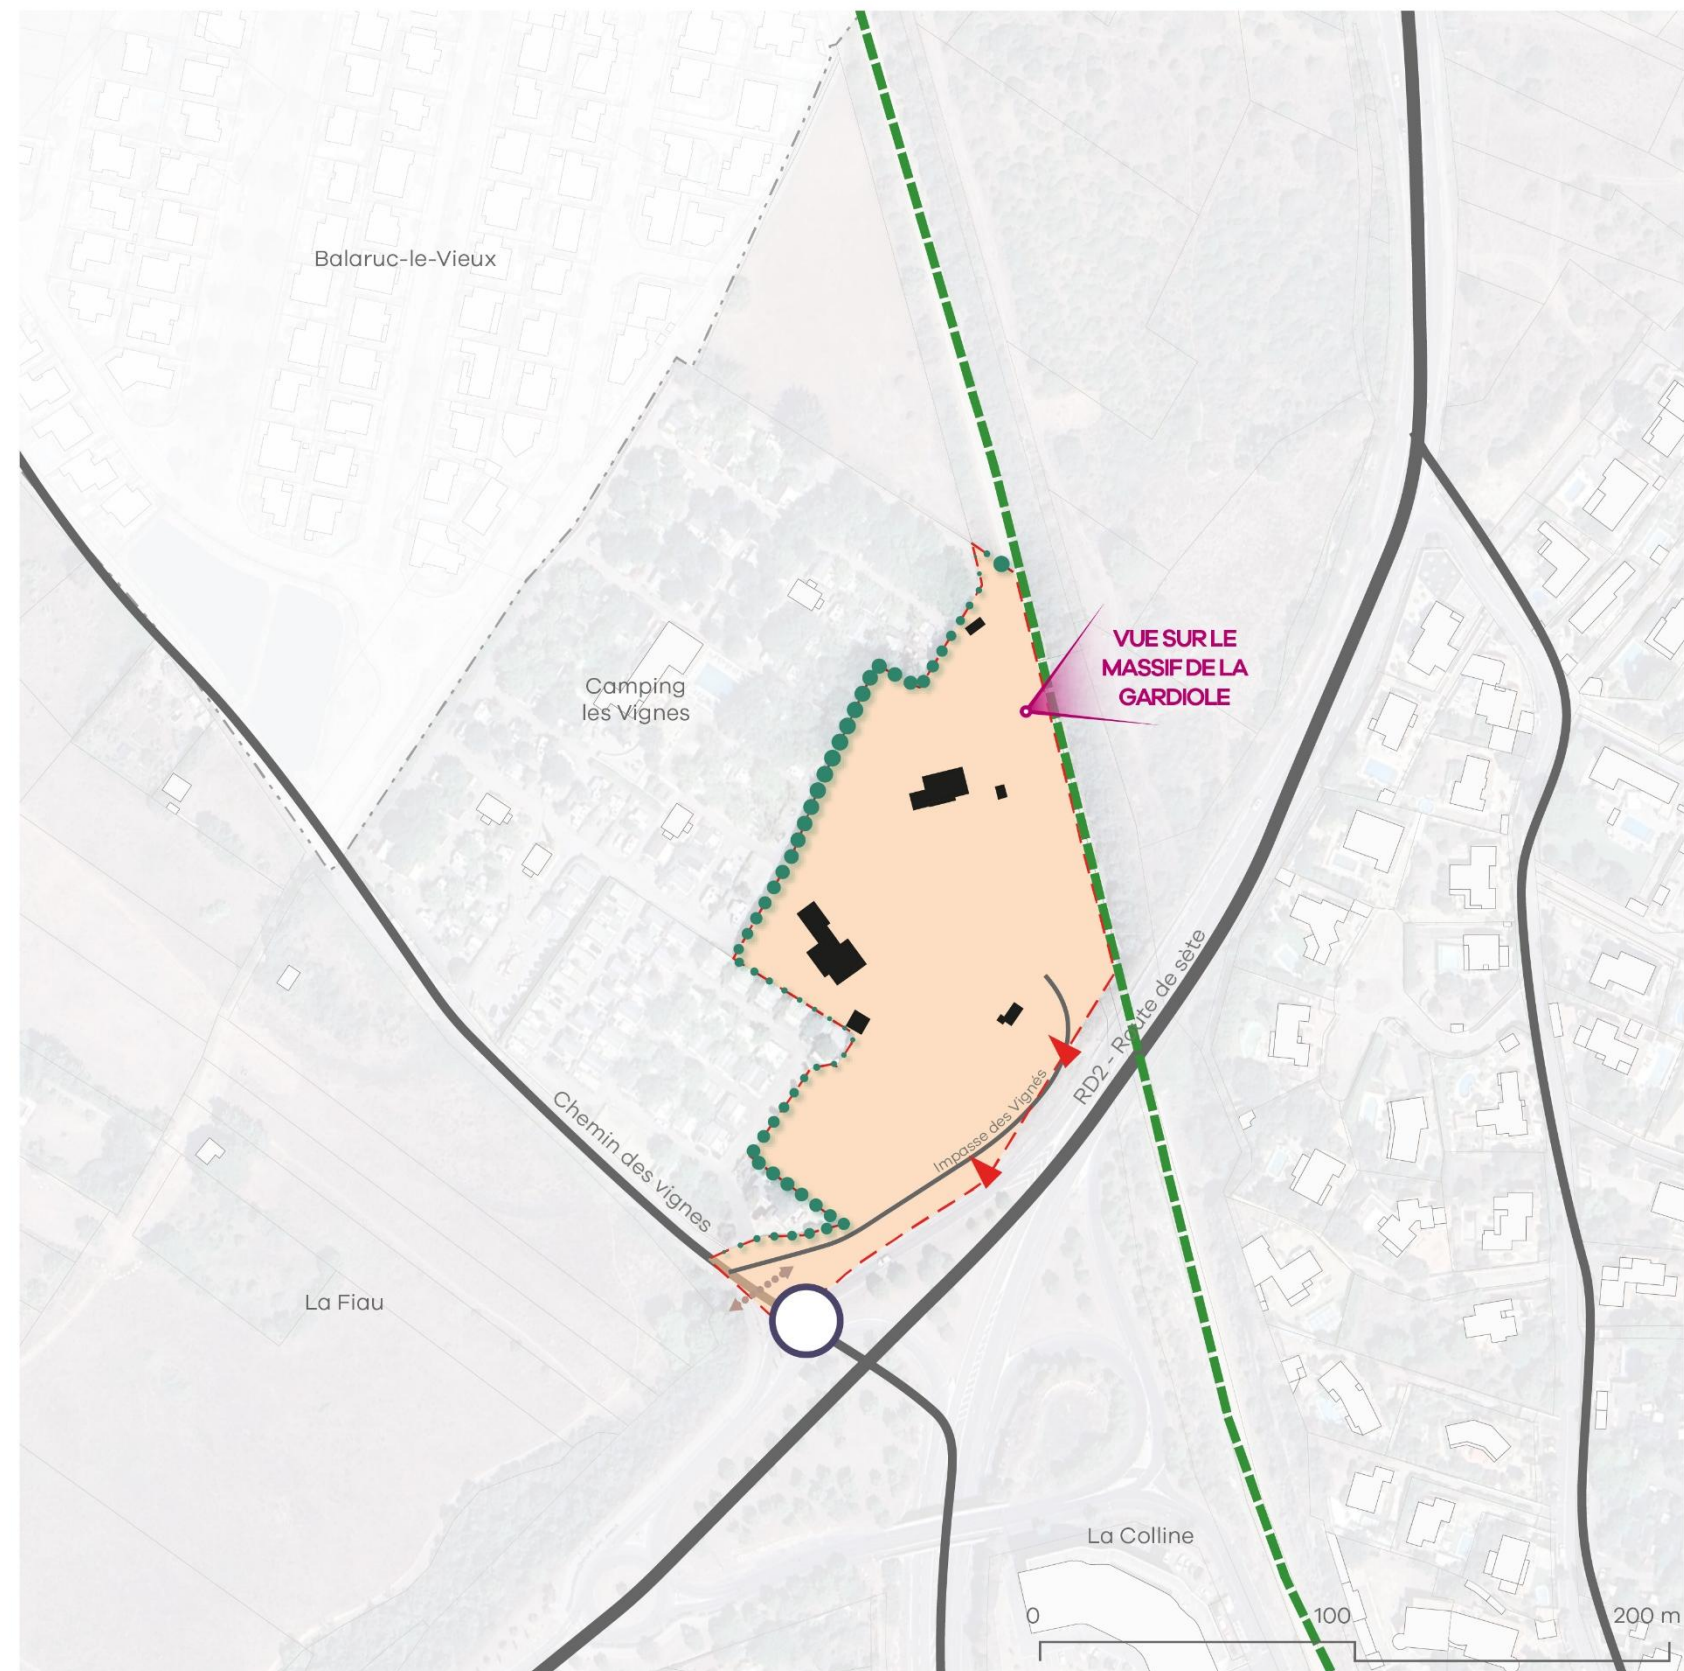 Balaruc-le-Vieux
VUE SUR LE
MASSIF DE LA
GARDIOLE
Camping
les Vignes
RD2 - Route de sète
Impasse des Vignés
Chemin des vignes
La Fiau
La Colline
0 100 200 m